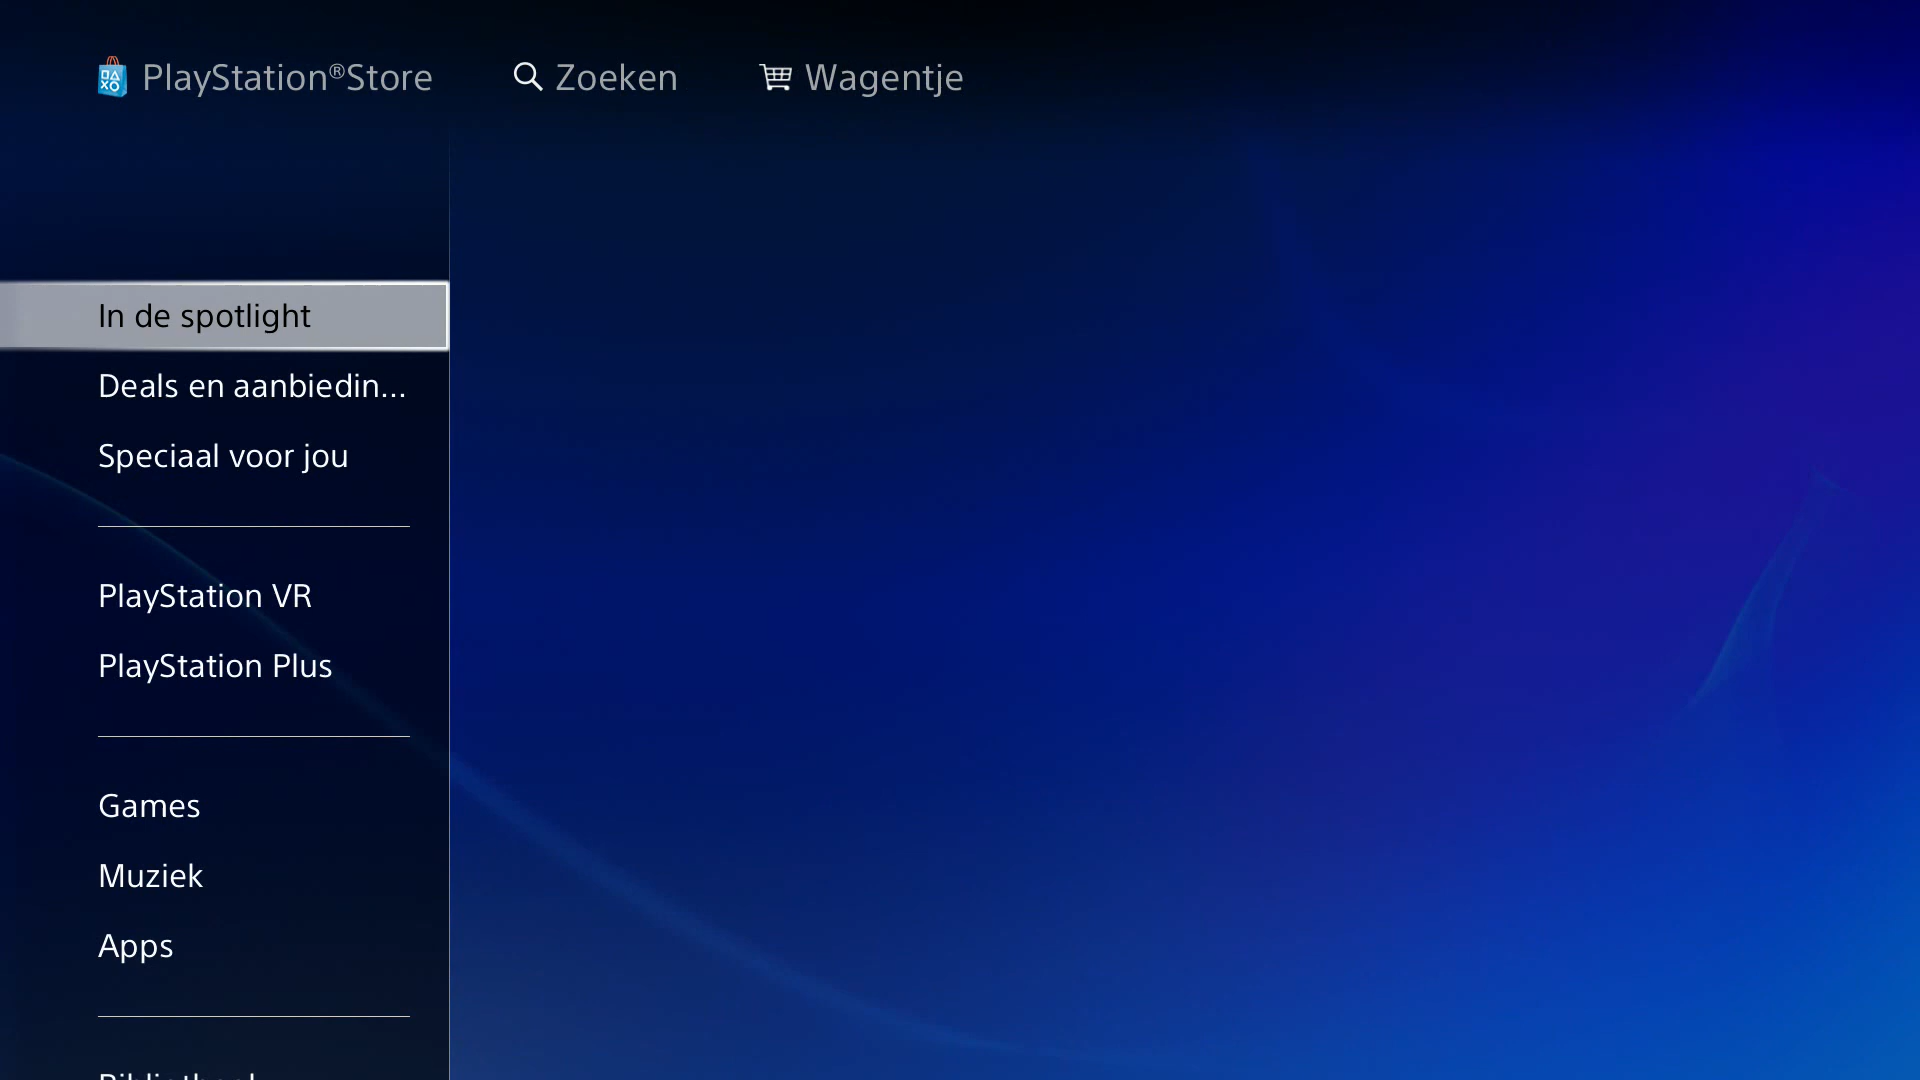 PlayStation®Store
Zoeken
Wagentje
In de spotlight
Deals en aanbiedin...
Speciaal voor jou
PlayStation VR
PlayStation Plus
Games
Muziek
Apps